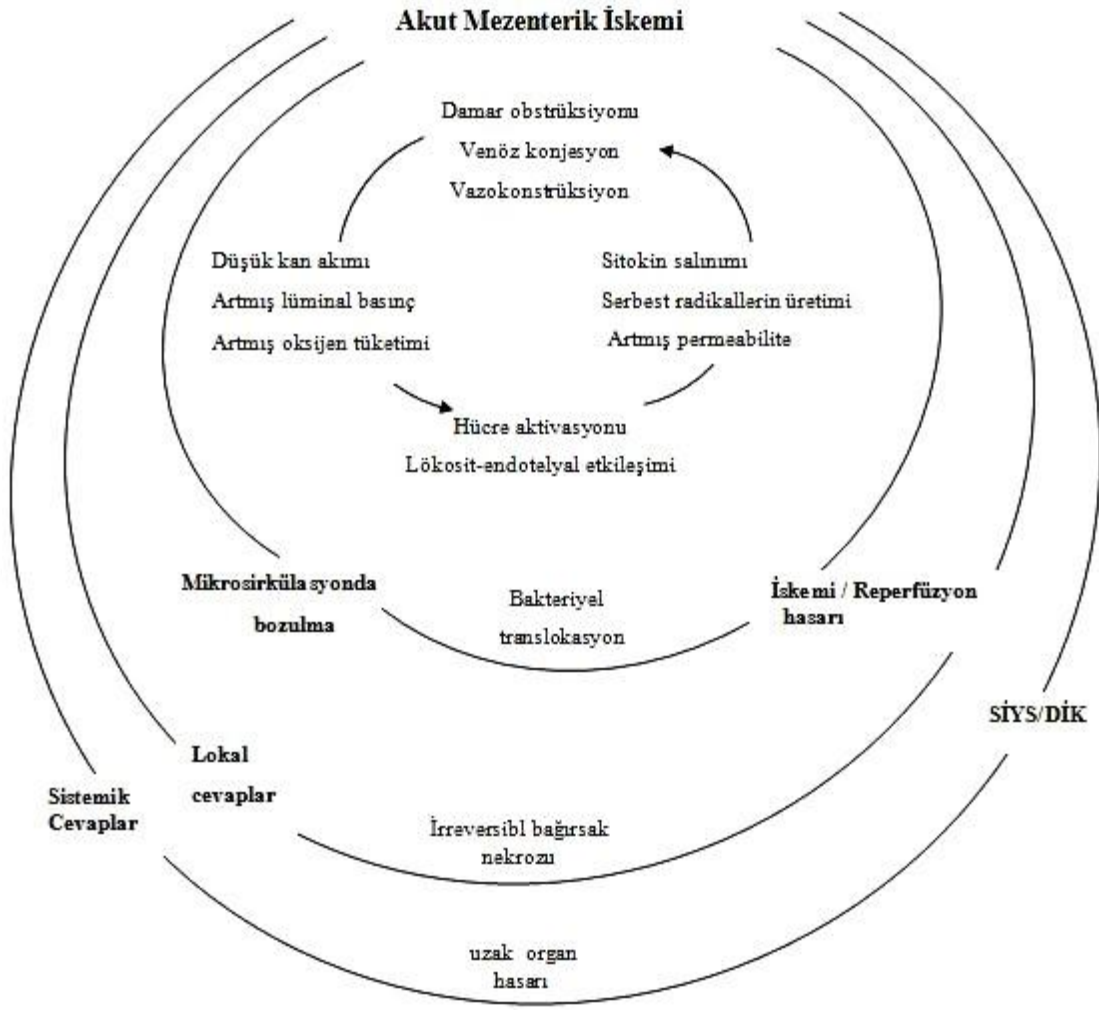 Akut Mezenterik İskemi
Damar obstrüksiyonu
Venöz konjesyon
Vazokonstrüksiyon
Düşük kan akımı
Artmış lüminal basınç
Artmış oksijen tüketimi
Sitokin salınımı
Serbest radikallerin üretimi
Artmış permeabilite
Hücre aktivasyonu
Lökosit-endotelyal etkileşimi
Mikrosirkülasyonda
bozulma
Bakteriyel
translokasyon
İskemi / Reperfüzyon
hasarı
SİYS/DİK
Lokal
cevaplar
Sistemik
Cevaplar
İrreversibl bağırsak
nekrozu
uzak organ
hasarı